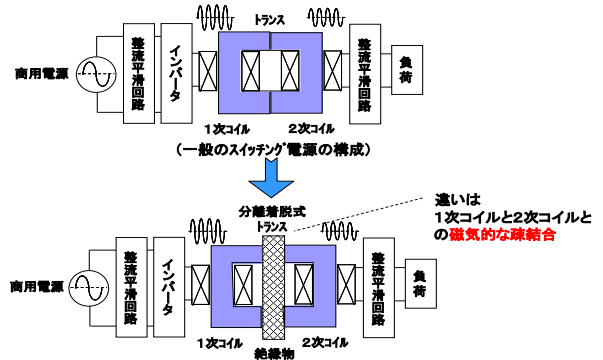 トランス
商用電源
整流平滑回路
インバータ
整流平滑回路
負荷
1次コイル
2次コイル
(一般のｽｲｯﾁﾝｸﾞ電源の構成)
分離着脱式
トランス
違いは
1次コイルと2次コイルと
の磁気的な疎結合
商用電源
整流平滑回路
インバータ
整流平滑回路
負荷
1次コイル
2次コイル
絶縁物